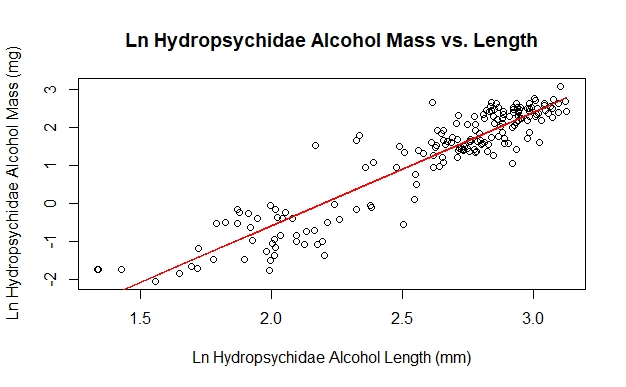 Ln Hydropsychidae Alcohol Mass vs. Length
Ln Hydropsychidae Alcohol Mass (mg)
3
2
1
0
-1
-2
1.5 2.0 2.5 3.0
Ln Hydropsychidae Alcohol Length (mm)